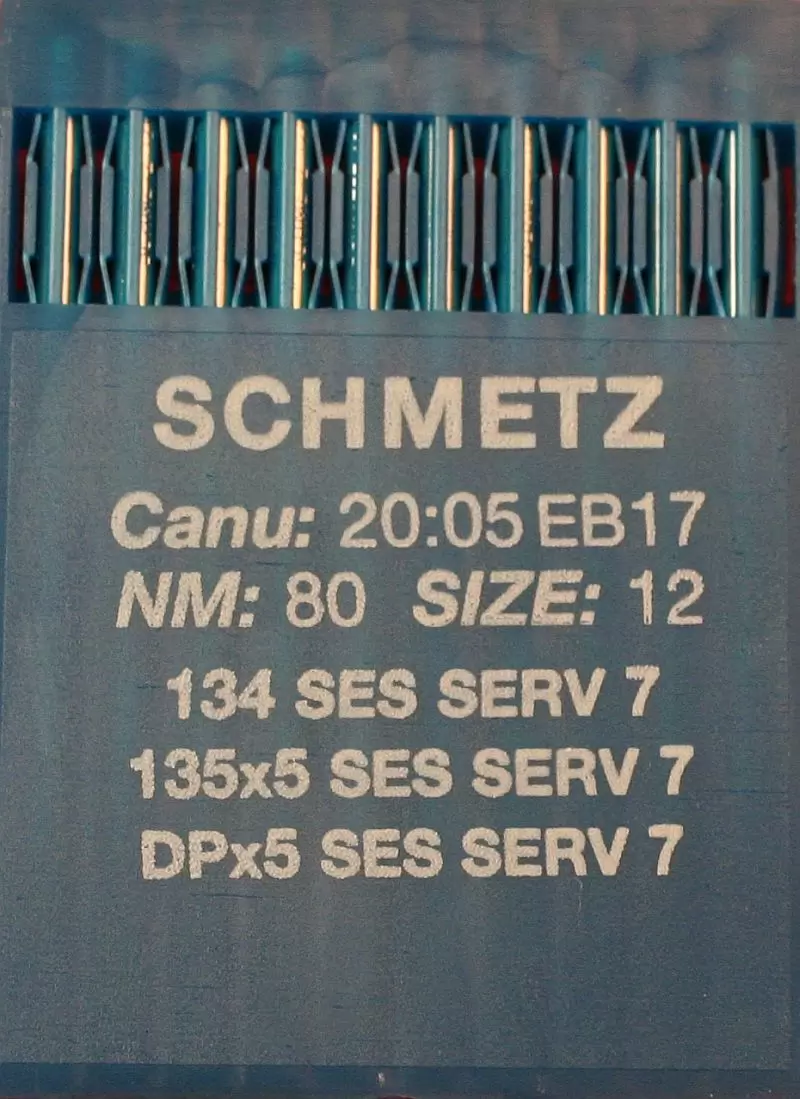 SCHMETZ
Canu: 20:05 EB17
NM: 80 SIZE: 12
134 SES SERV 7
135x5 SES SERV 7
DPx5 SES SERV 7